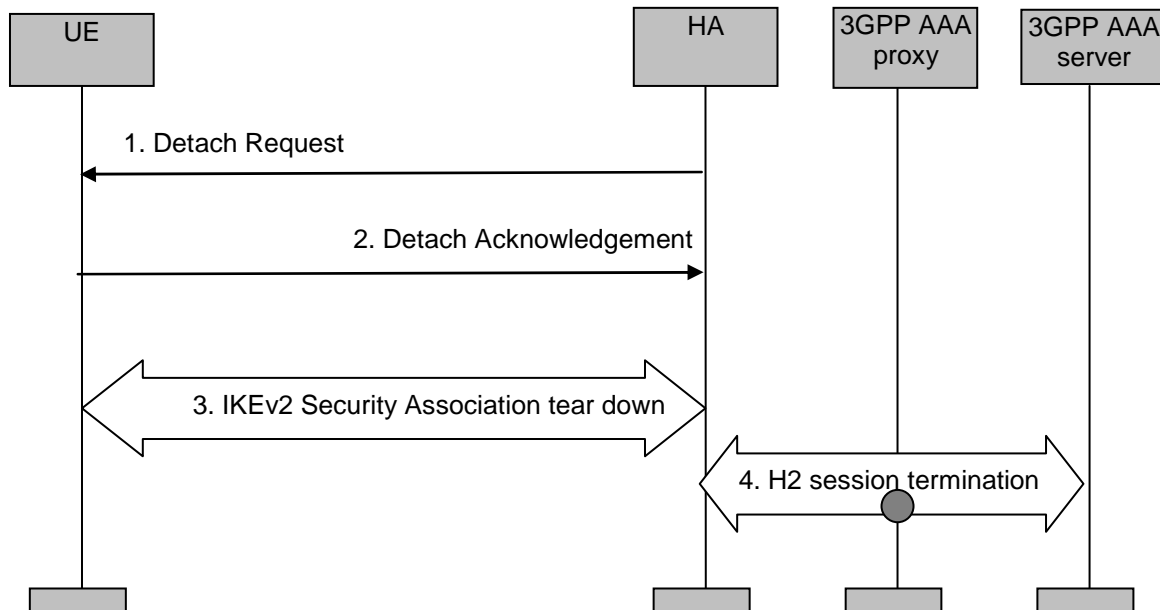 UE
HA
3GPP AAA
proxy
3GPP AAA
server
1. Detach Request
2. Detach Acknowledgement
3. IKEv2 Security Association tear down
4. H2 session termination